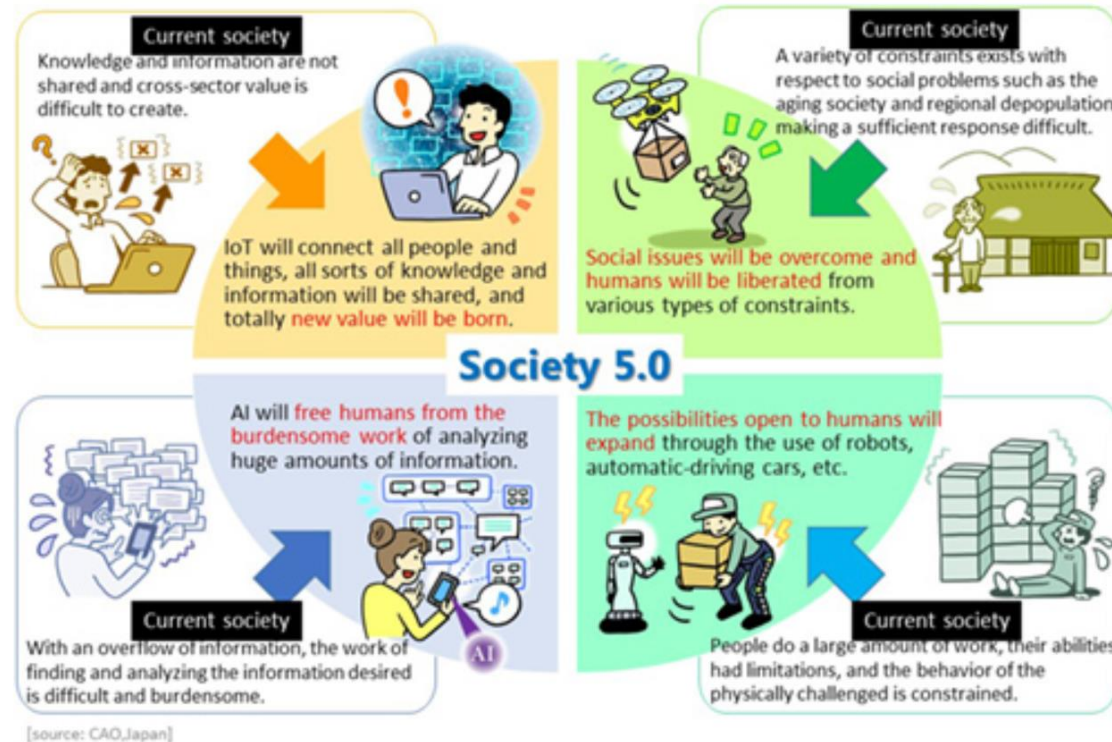 Current society
Knowledge and information are not
shared and cross-sector value is
difficult to create.
?
!
IoT will connect all people and
things, all sorts of knowledge and
information will be shared, and
totally new value will be born.
Current society
A variety of constraints exists with
respect to social problems such as the
aging society and regional depopulation
making a sufficient response difficult.
Social issues will be overcome and
humans will be liberated from
various types of constraints.
Society 5.0
AI will free humans from the
burdensome work of analyzing
huge amounts of information.
AI
Current society
With an overflow of information, the work of
finding and analyzing the information desired
is difficult and burdensome.
The possibilities open to humans will
expand through the use of robots,
automatic-driving cars, etc.
Current society
People do a large amount of work, their abilities
had limitations, and the behavior of the
physically challenged is constrained.
[source: CAO,Japan]